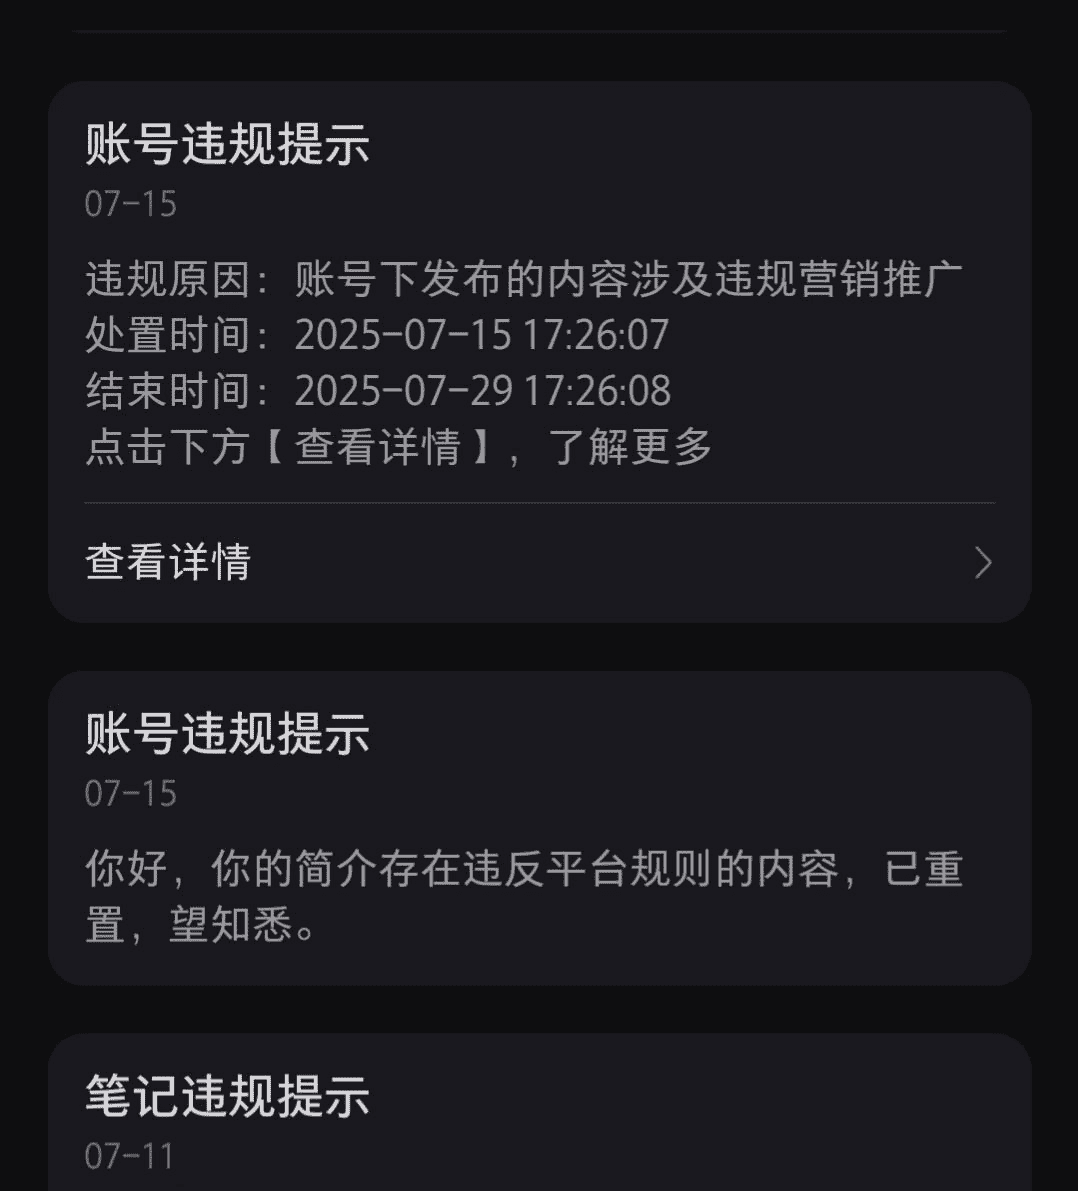 账号违规提示
07-15
违规原因：账号下发布的内容涉及违规营销推广
处置时间：2025-07-15 17:26:07
结束时间：2025-07-29 17:26:08
点击下方【查看详情】，了解更多
查看详情
账号违规提示
07-15
你好，你的简介存在违反平台规则的内容，已重
置，望知悉。
笔记违规提示
07-11